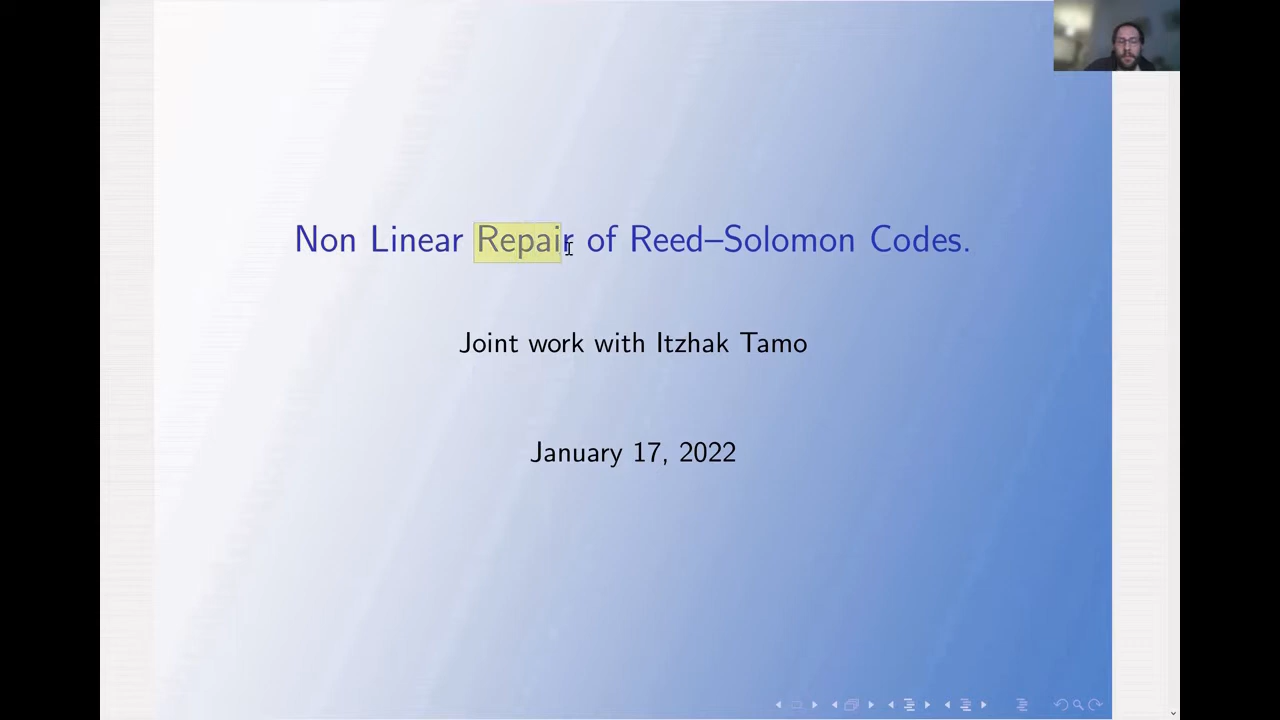 Non Linear Repair of Reed–Solomon Codes.
Joint work with Itzhak Tamo
January 17, 2022